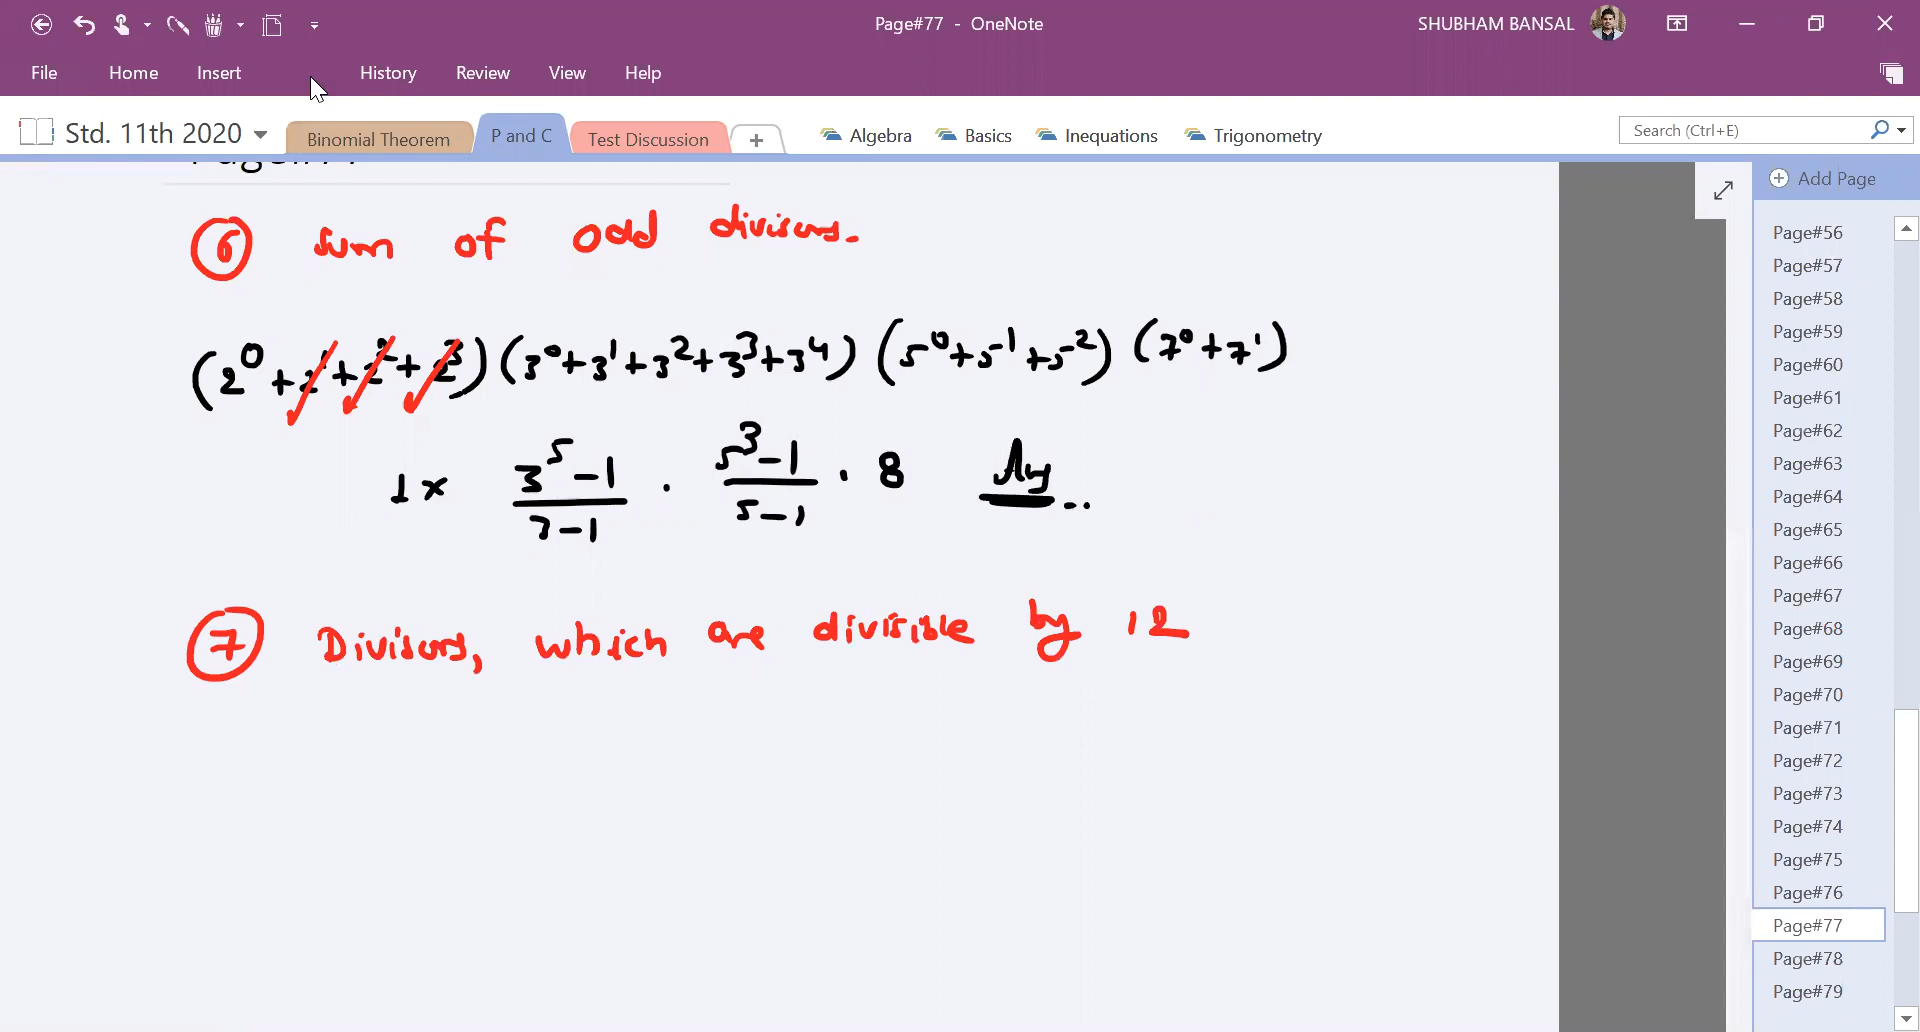 Page#77 - OneNote
SHUBHAM BANSAL
File Home Insert History Review View Help
Std. 11th 2020
Binomial Theorem
P and C
Test Discussion
Algebra
Basics
Inequations
Trigonometry
Search (Ctrl+E)
Add Page
⑥ sum of odd divisors.
(2⁰+2¹+2²+2³)(3⁰+3¹+3²+3³+3⁴)(5⁰+5¹+5²)(7⁰+7¹)
1 × (3⁵-1)/(3-1) . (5³-1)/(5-1) . 8 Ans..
⑦ Divisors, which are divisible by 12
Page#56
Page#57
Page#58
Page#59
Page#60
Page#61
Page#62
Page#63
Page#64
Page#65
Page#66
Page#67
Page#68
Page#69
Page#70
Page#71
Page#72
Page#73
Page#74
Page#75
Page#76
Page#77
Page#78
Page#79